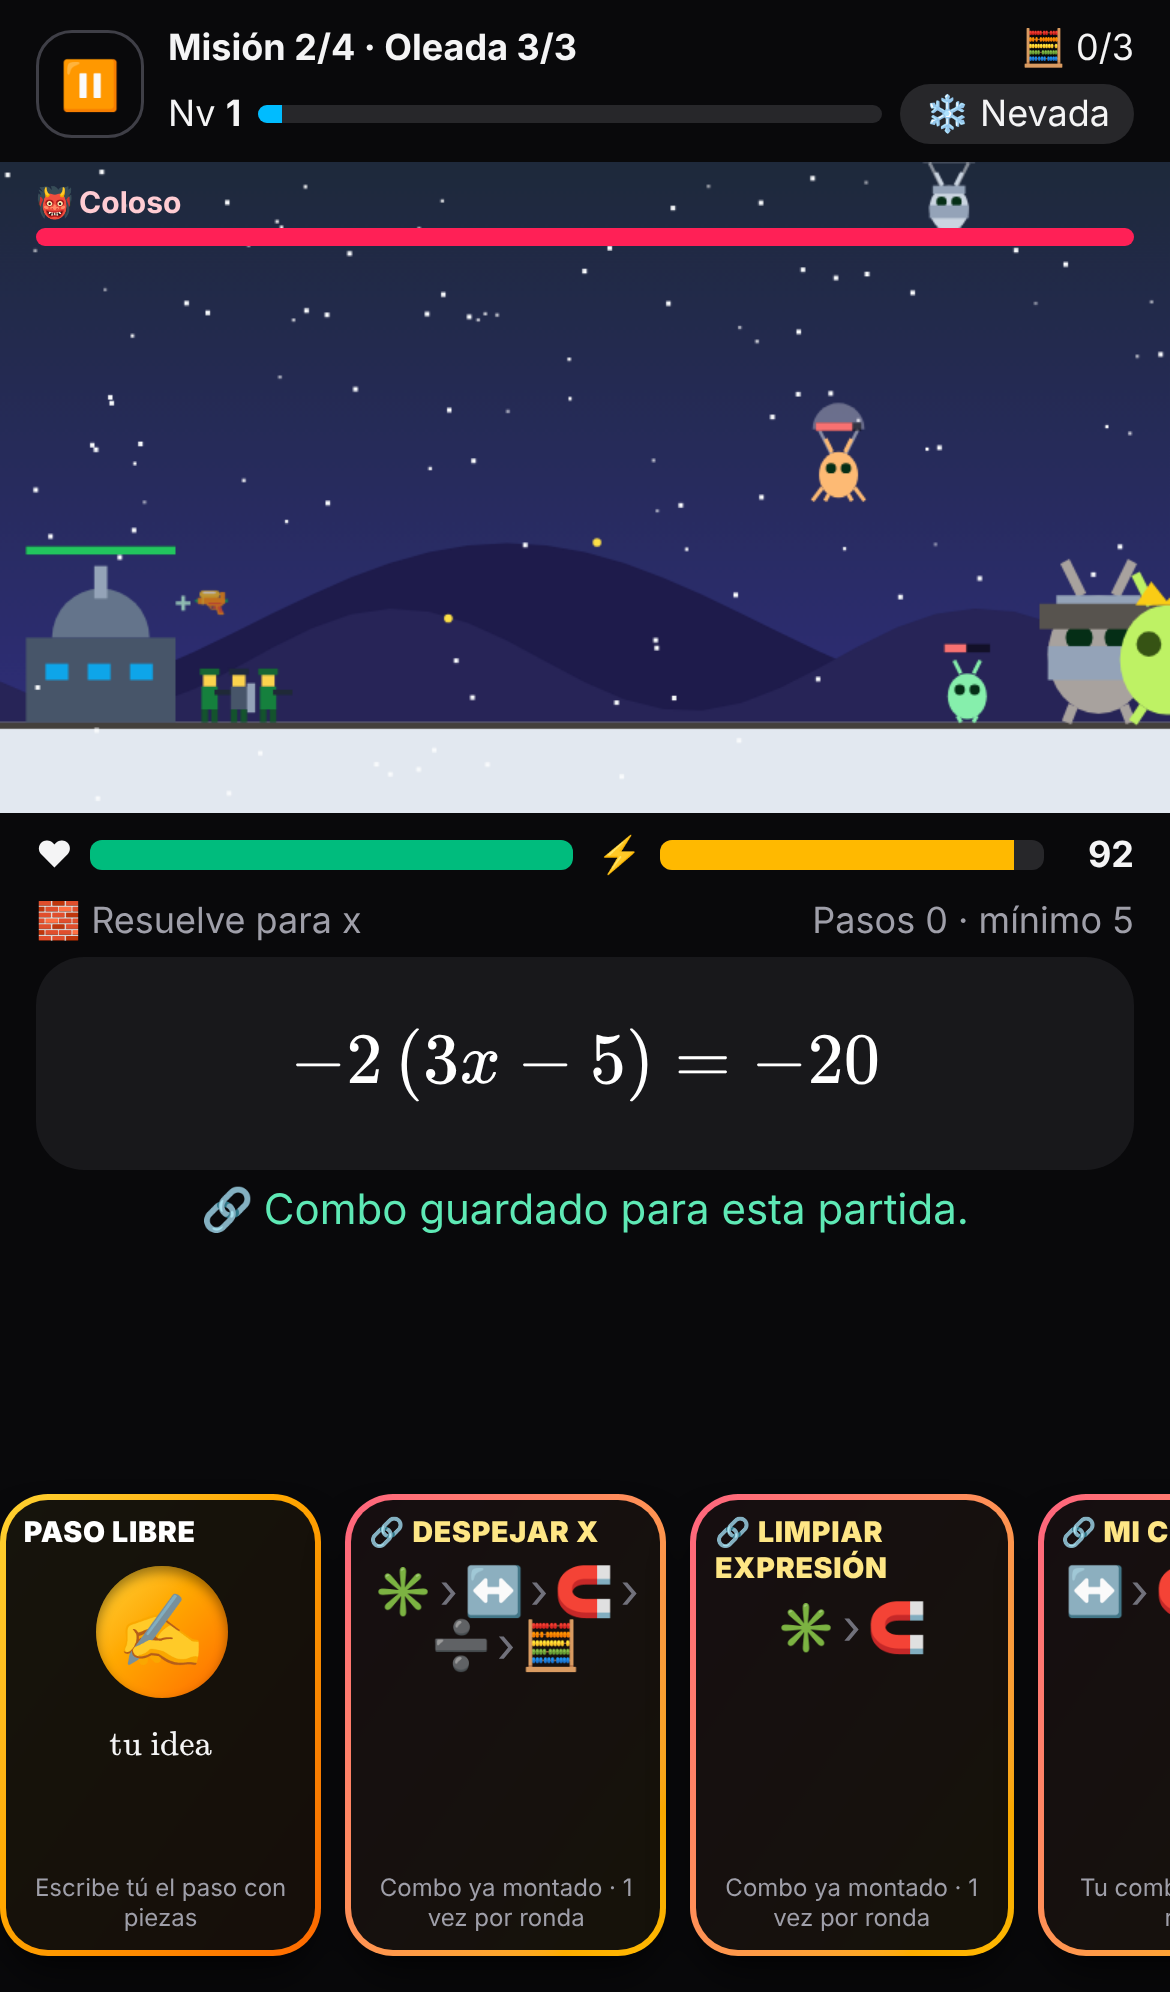 Misión 2/4 · Oleada 3/3
🧮 0/3
Nv 1
❄️ Nevada
👹 Coloso
92
🧱 Resuelve para x
Pasos 0 · mínimo 5
−2 (3x − 5) = −20
🔗 Combo guardado para esta partida.
PASO LIBRE
tu idea
Escribe tú el paso con
piezas
🔗 DESPEJAR X
Combo ya montado · 1
vez por ronda
🔗 LIMPIAR
EXPRESIÓN
Combo ya montado · 1
vez por ronda
🔗 MI C
Tu comb